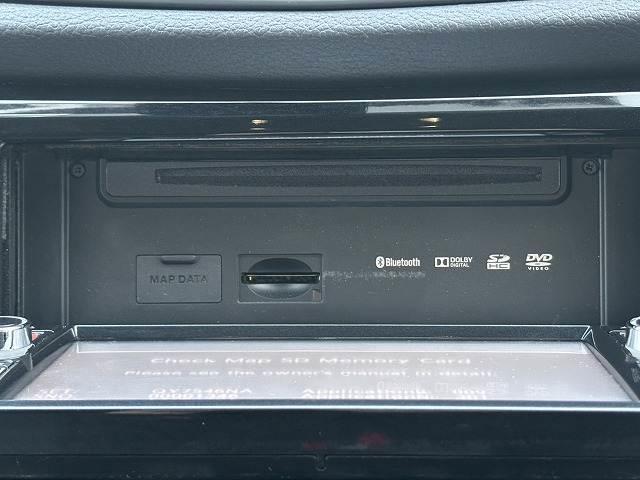 MAP DATA
Bluetooth
DOLBY
DIGITAL
SD
HC
DVD
VIDEO
Check Map SD Memory Card
Please see the owner's manual in detail